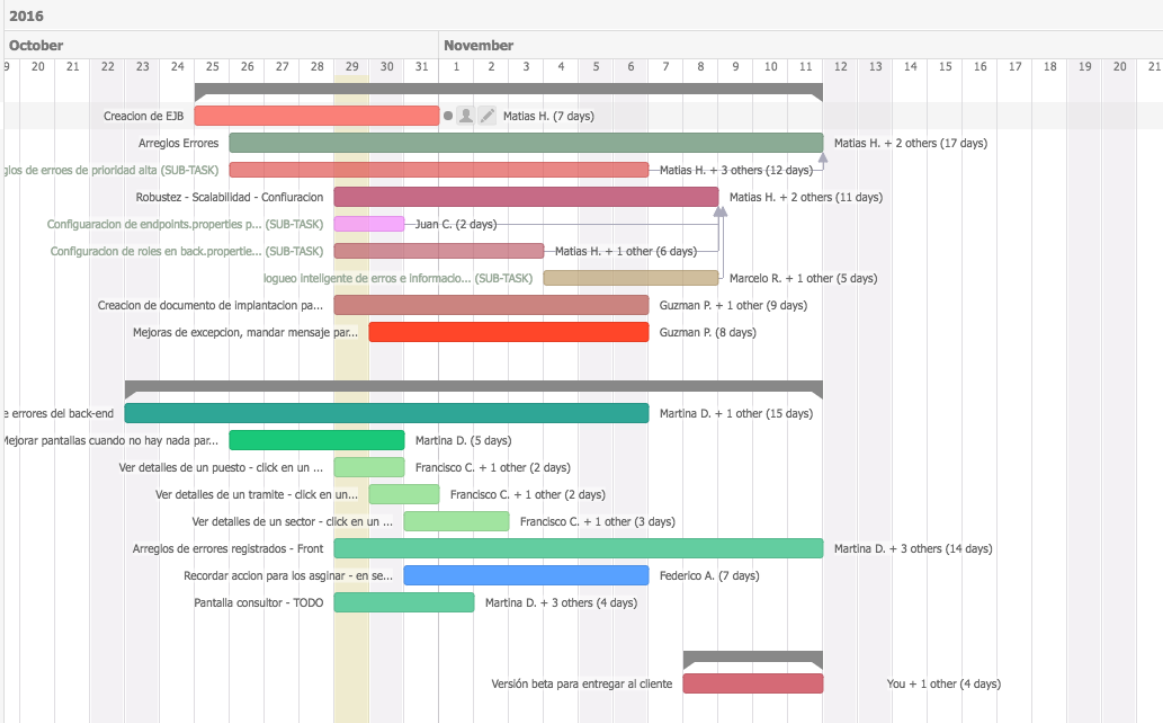 2016
October November
9 20 21 22 23 24 25 26 27 28 29 30 31 1 2 3 4 5 6 7 8 9 10 11 12 13 14 15 16 17 18 19 20 21
Creacion de EJB Matias H. (7 days)
Arreglos Errores Matias H. + 2 others (17 days)
glos de erroes de prioridad alta (SUB-TASK) Matias H. + 3 others (12 days)
Robustez - Scalabilidad - Confiuracion Matias H. + 2 others (11 days)
Configuaracion de endpoints.properties p... (SUB-TASK) Juan C. (2 days)
Configuracion de roles en back.propertie... (SUB-TASK) Matias H. + 1 other (6 days)
logueo inteligente de erros e informacio... (SUB-TASK) Marcelo R. + 1 other (5 days)
Creacion de documento de implantacion pa... Guzman P. + 1 other (9 days)
Mejoras de excepcion, mandar mensaje par... Guzman P. (8 days)
e errores del back-end Martina D. + 1 other (15 days)
Mejorar pantallas cuando no hay nada par... Martina D. (5 days)
Ver detalles de un puesto - click en un ... Francisco C. + 1 other (2 days)
Ver detalles de un tramite - click en un... Francisco C. + 1 other (2 days)
Ver detalles de un sector - click en un ... Francisco C. + 1 other (3 days)
Arreglos de errores registrados - Front Martina D. + 3 others (14 days)
Recordar accion para los asginar - en se... Federico A. (7 days)
Pantalla consultor - TODO Martina D. + 3 others (4 days)
Versión beta para entregar al cliente You + 1 other (4 days)